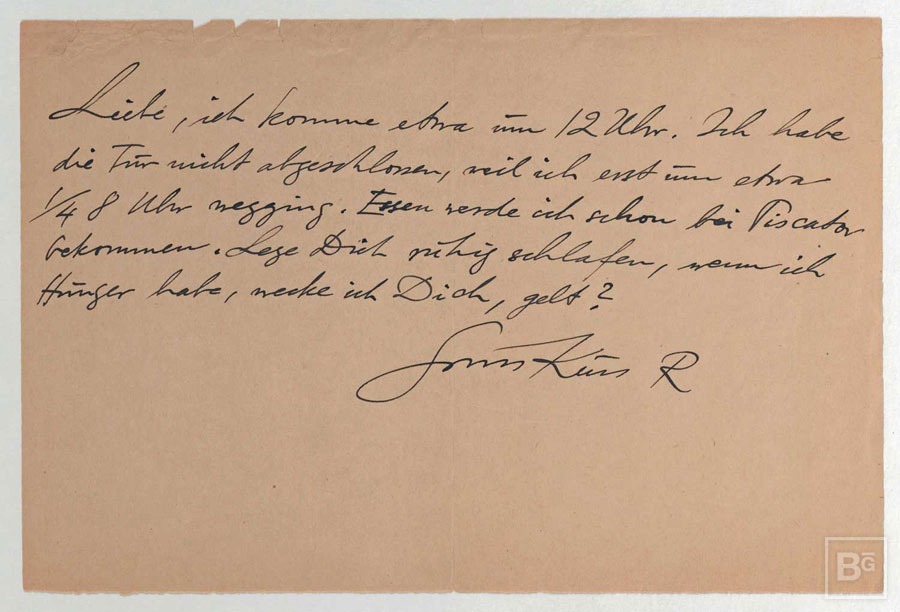 Liebe, ich komme etwa um 12 Uhr. Ich habe
die Tür nicht abgeschlossen, weil ich erst um etwa
1/4 8 Uhr wegging. Essen werde ich schon bei Piscator
bekommen. Lege Dich ruhig schlafen, wenn ich
Hunger habe, wecke ich Dich, gelt?
Gruss Kuss R
BG